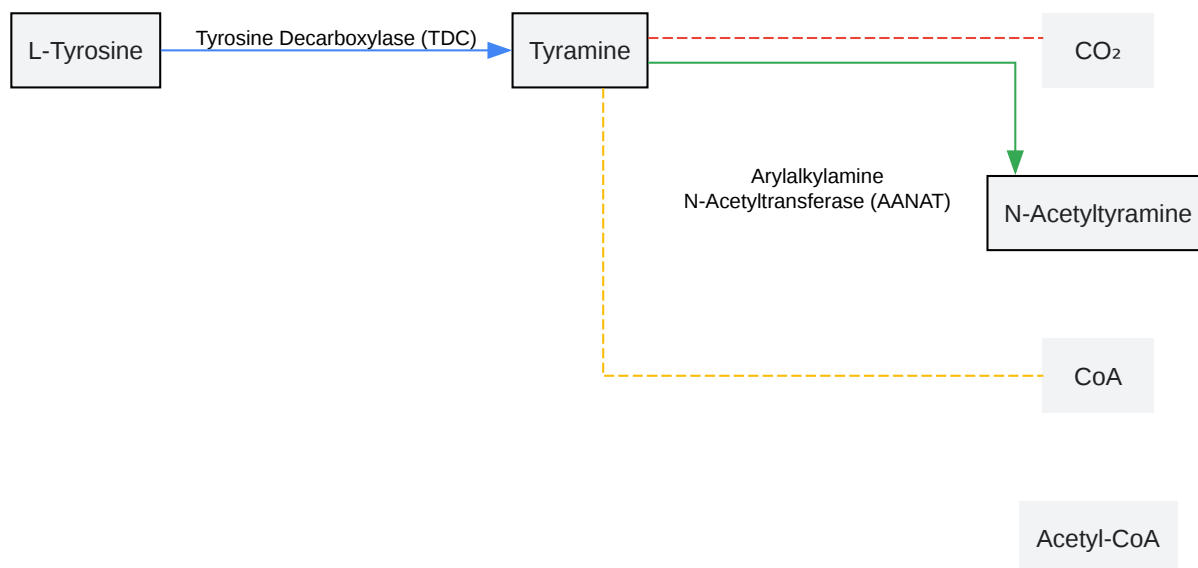 L-Tyrosine
Tyrosine Decarboxylase (TDC)
Tyramine
CO₂
Arylalkylamine
N-Acetyltransferase (AANAT)
N-Acetyltyramine
CoA
Acetyl-CoA